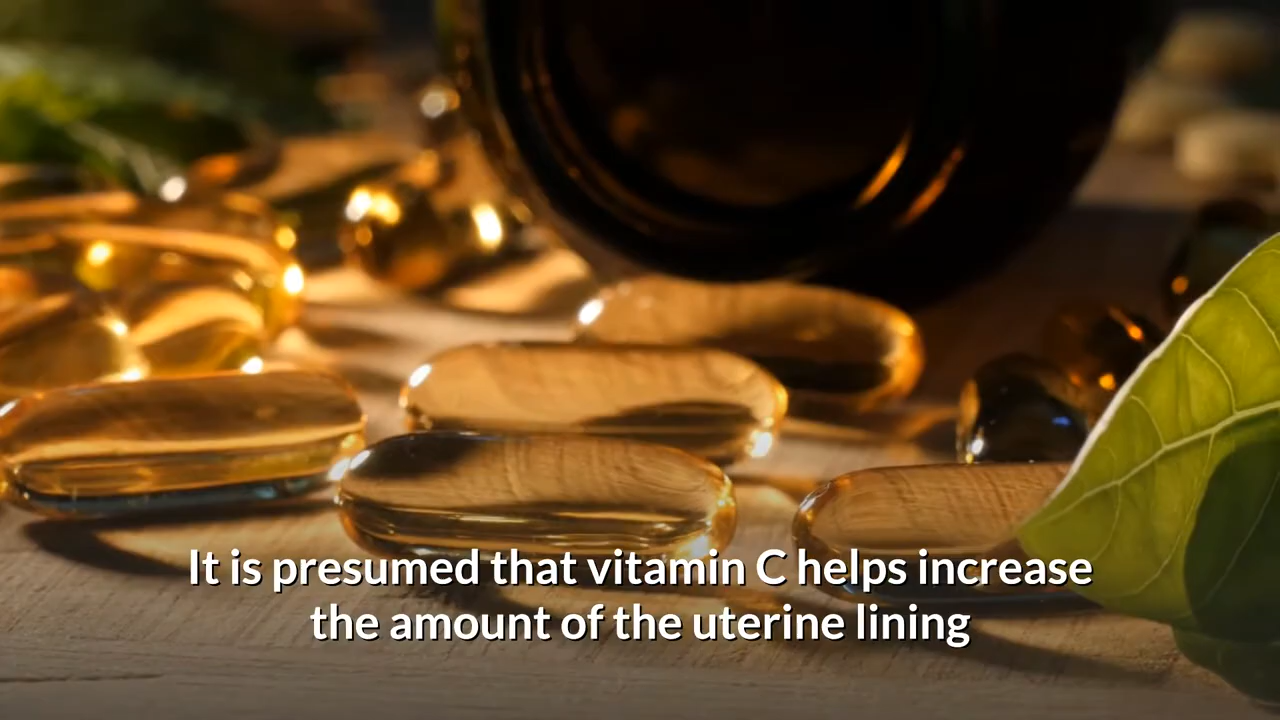 It is presumed that vitamin C helps increase
the amount of the uterine lining